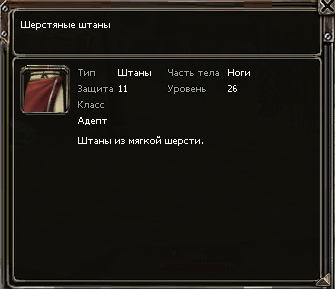 Шерстяные штаны
Тип Штаны Часть тела Ноги
Защита 11 Уровень 26
Класс
Адепт
Штаны из мягкой шерсти.